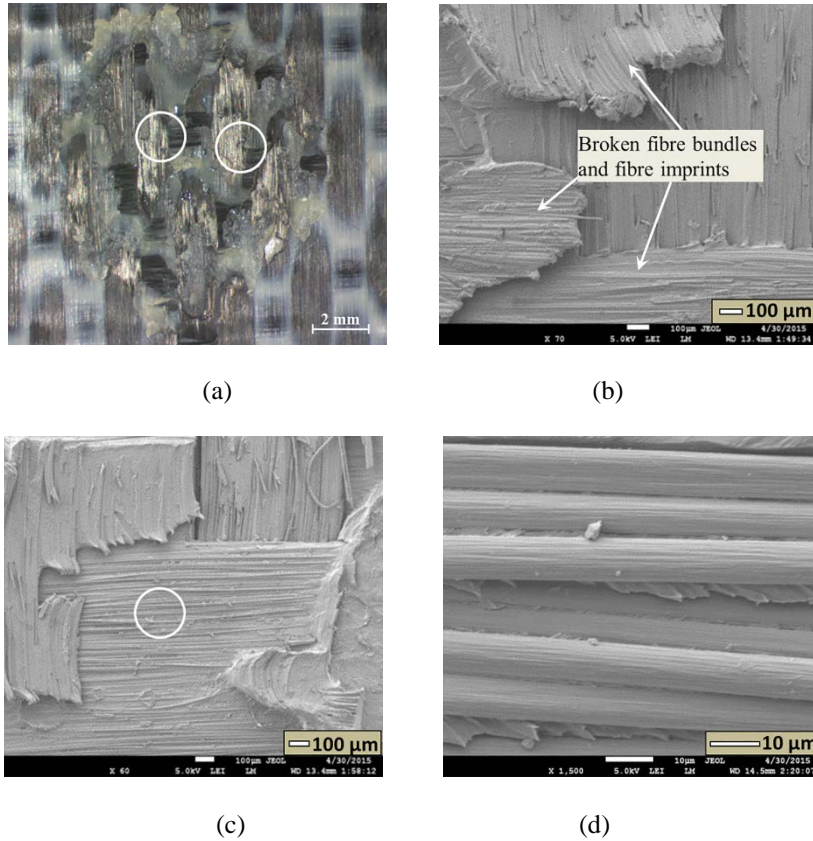 2 mm
(a)
Broken fibre bundles
and fibre imprints
100 μm
100μm JEOL 4/30/2015
X 70 5.0kV LEI LM WD 13.4mm 1:49:34
(b)
100 μm
100μm JEOL 4/30/2015
X 60 5.0kV LEI LM WD 13.4mm 1:58:12
(c)
10 μm
10μm JEOL 4/30/2015
X 1,500 5.0kV LEI LM WD 14.5mm 2:20:07
(d)